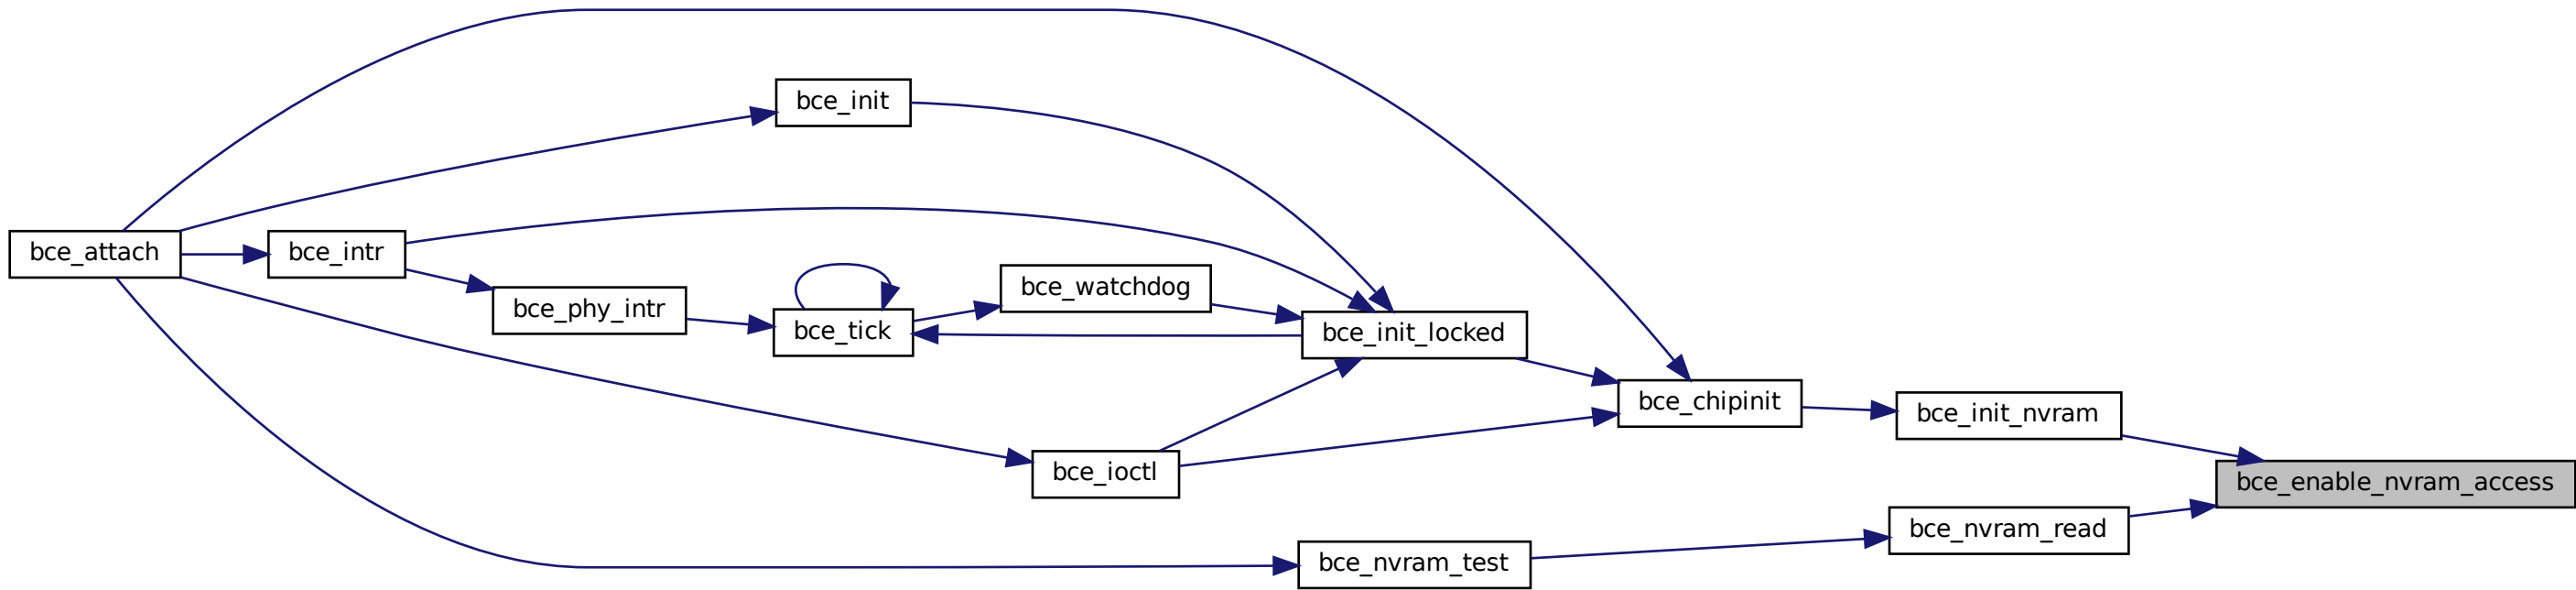 bce_init
bce_attach
bce_intr
bce_watchdog
bce_phy_intr
bce_tick
bce_init_locked
bce_chipinit
bce_init_nvram
bce_ioctl
bce_enable_nvram_access
bce_nvram_read
bce_nvram_test